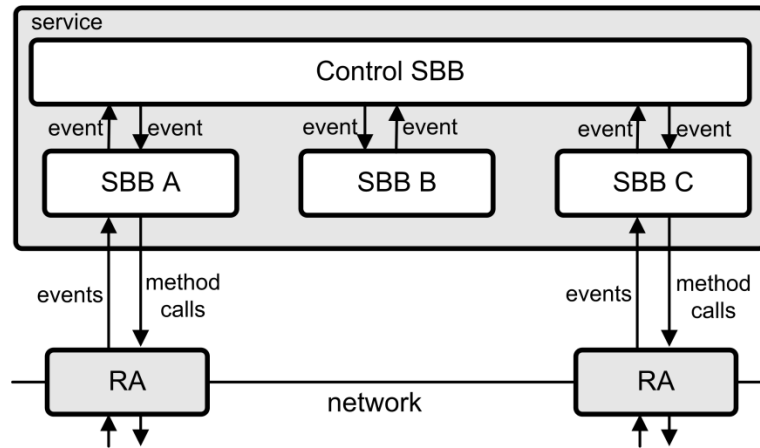 service
Control SBB
event event event event event event
SBB A SBB B SBB C
events method calls events method calls
RA RA
network